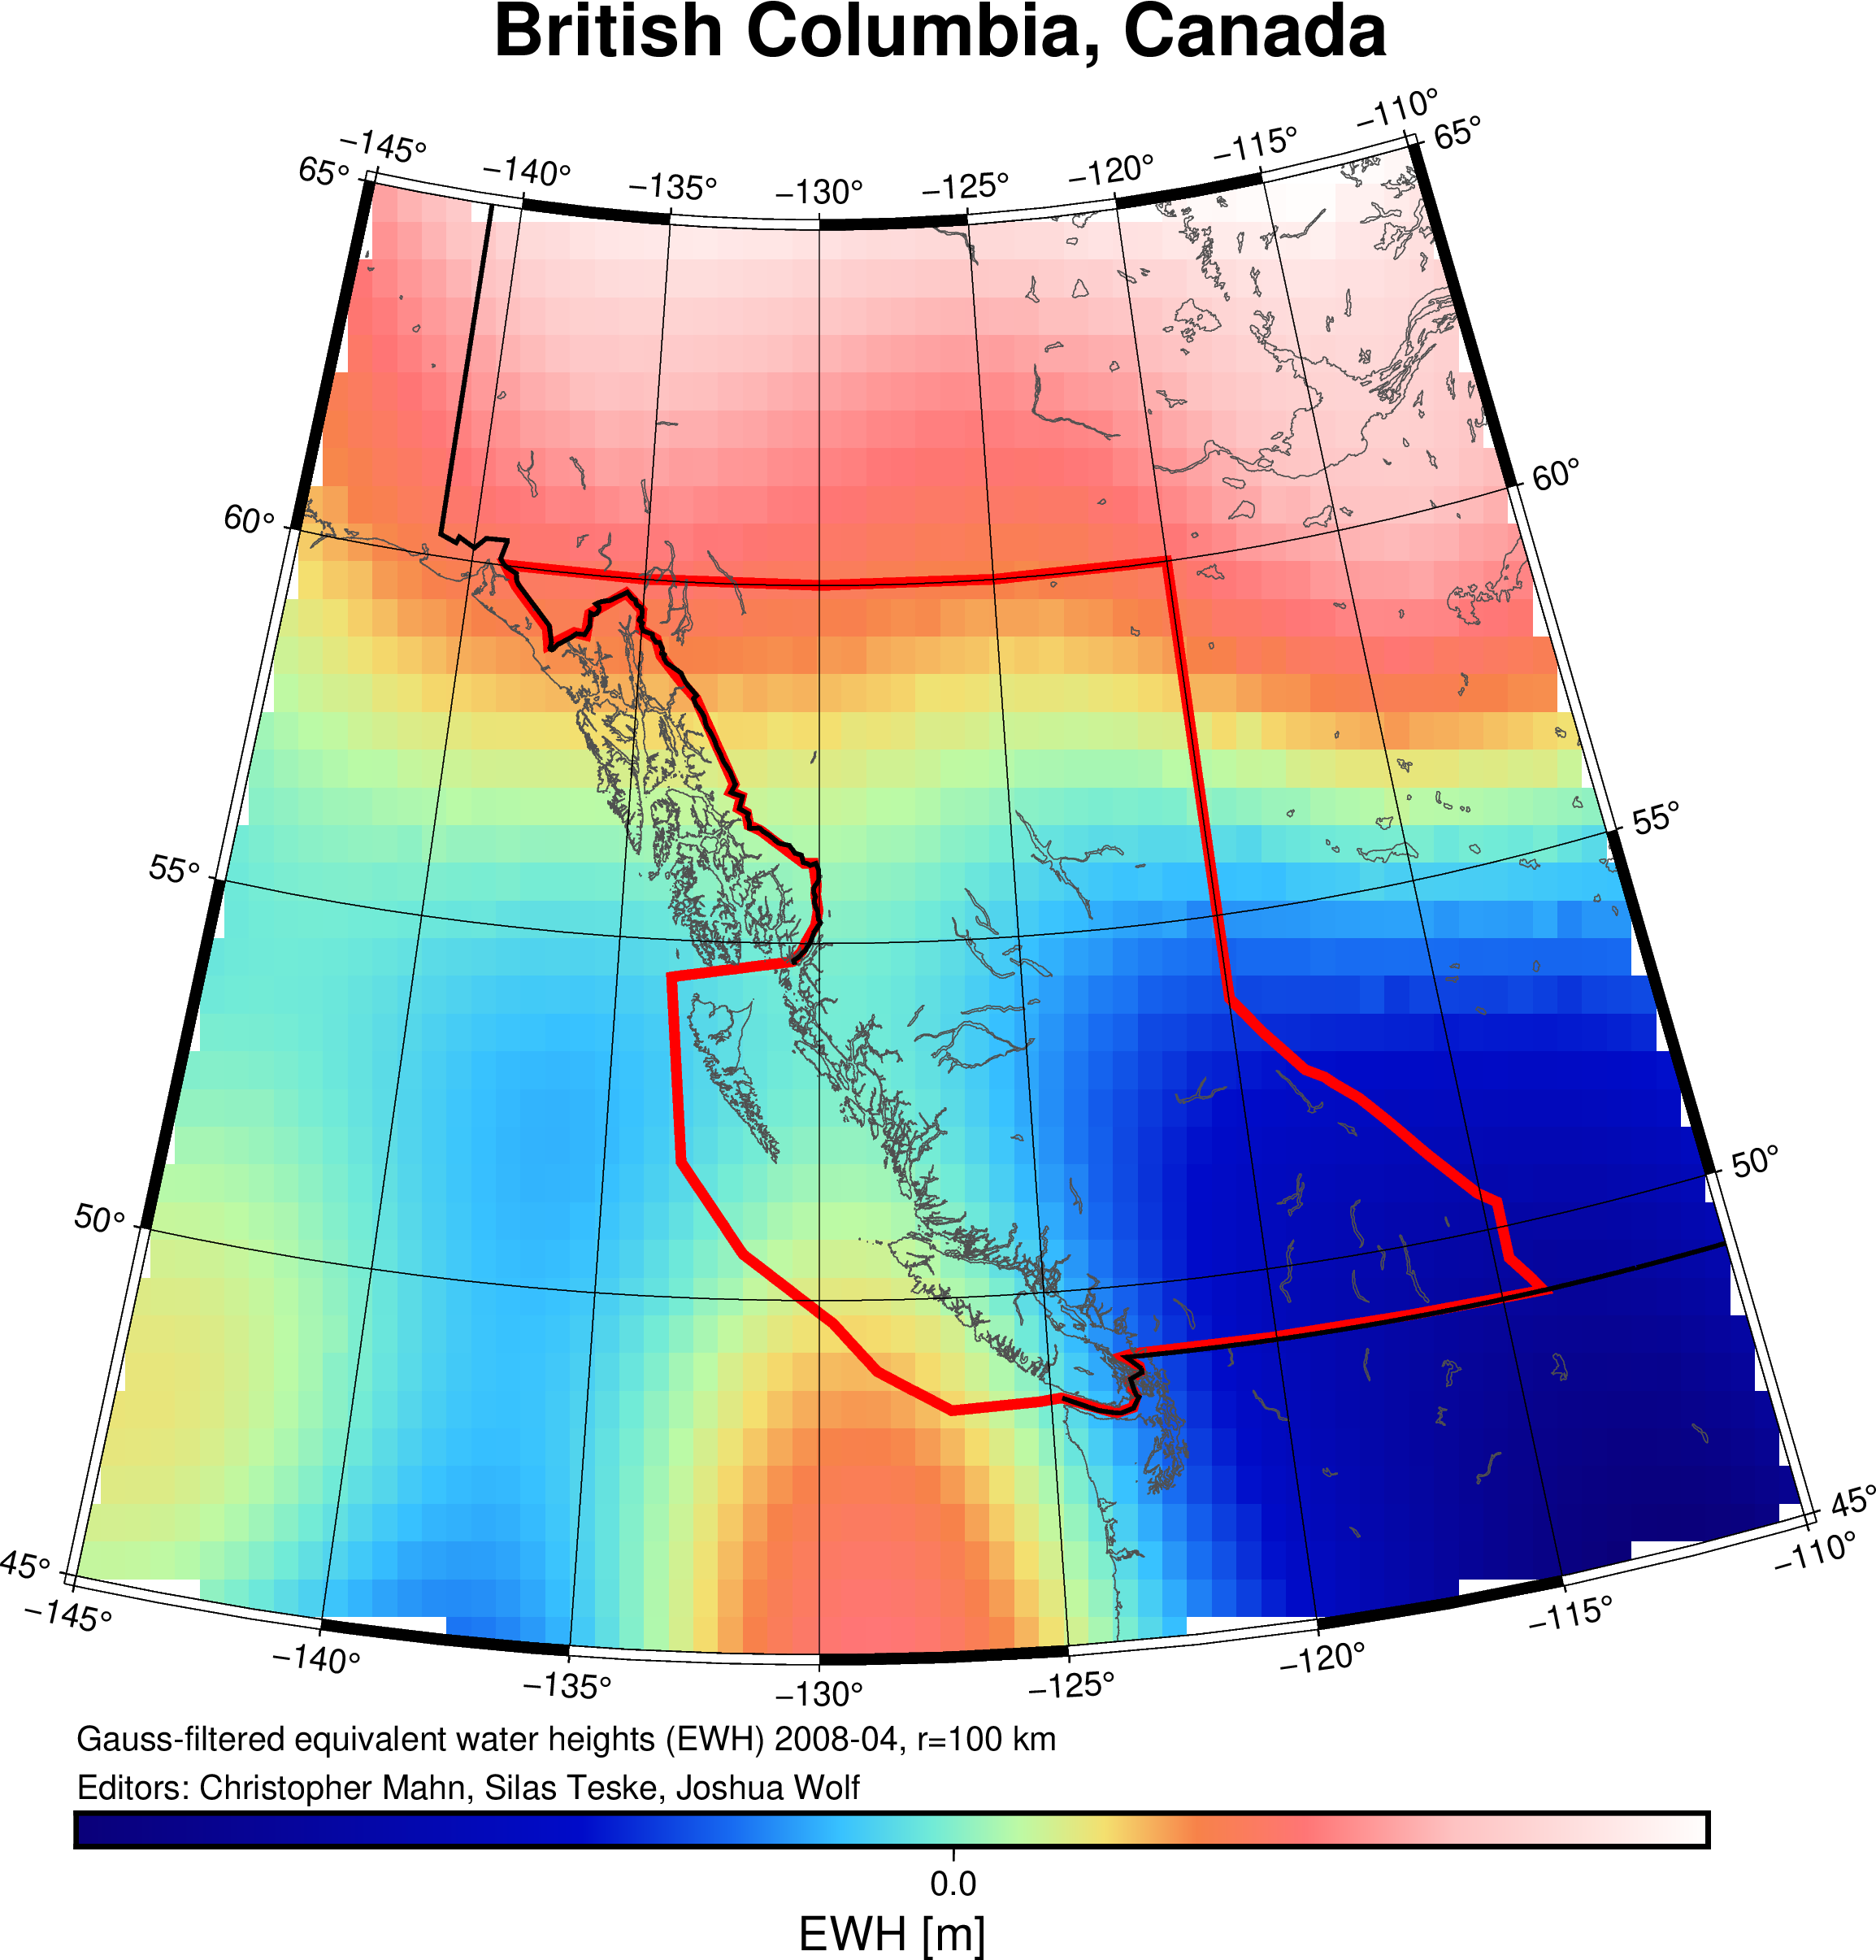 British Columbia, Canada
−145° −140° −135° −130° −125° −120° −115° −110°
65° 65°
60° 60°
55° 55°
50° 50°
45° 45°
−145° −140° −135° −130° −125° −120° −115° −110°
Gauss-filtered equivalent water heights (EWH) 2008-04, r=100 km
Editors: Christopher Mahn, Silas Teske, Joshua Wolf
0.0
EWH [m]